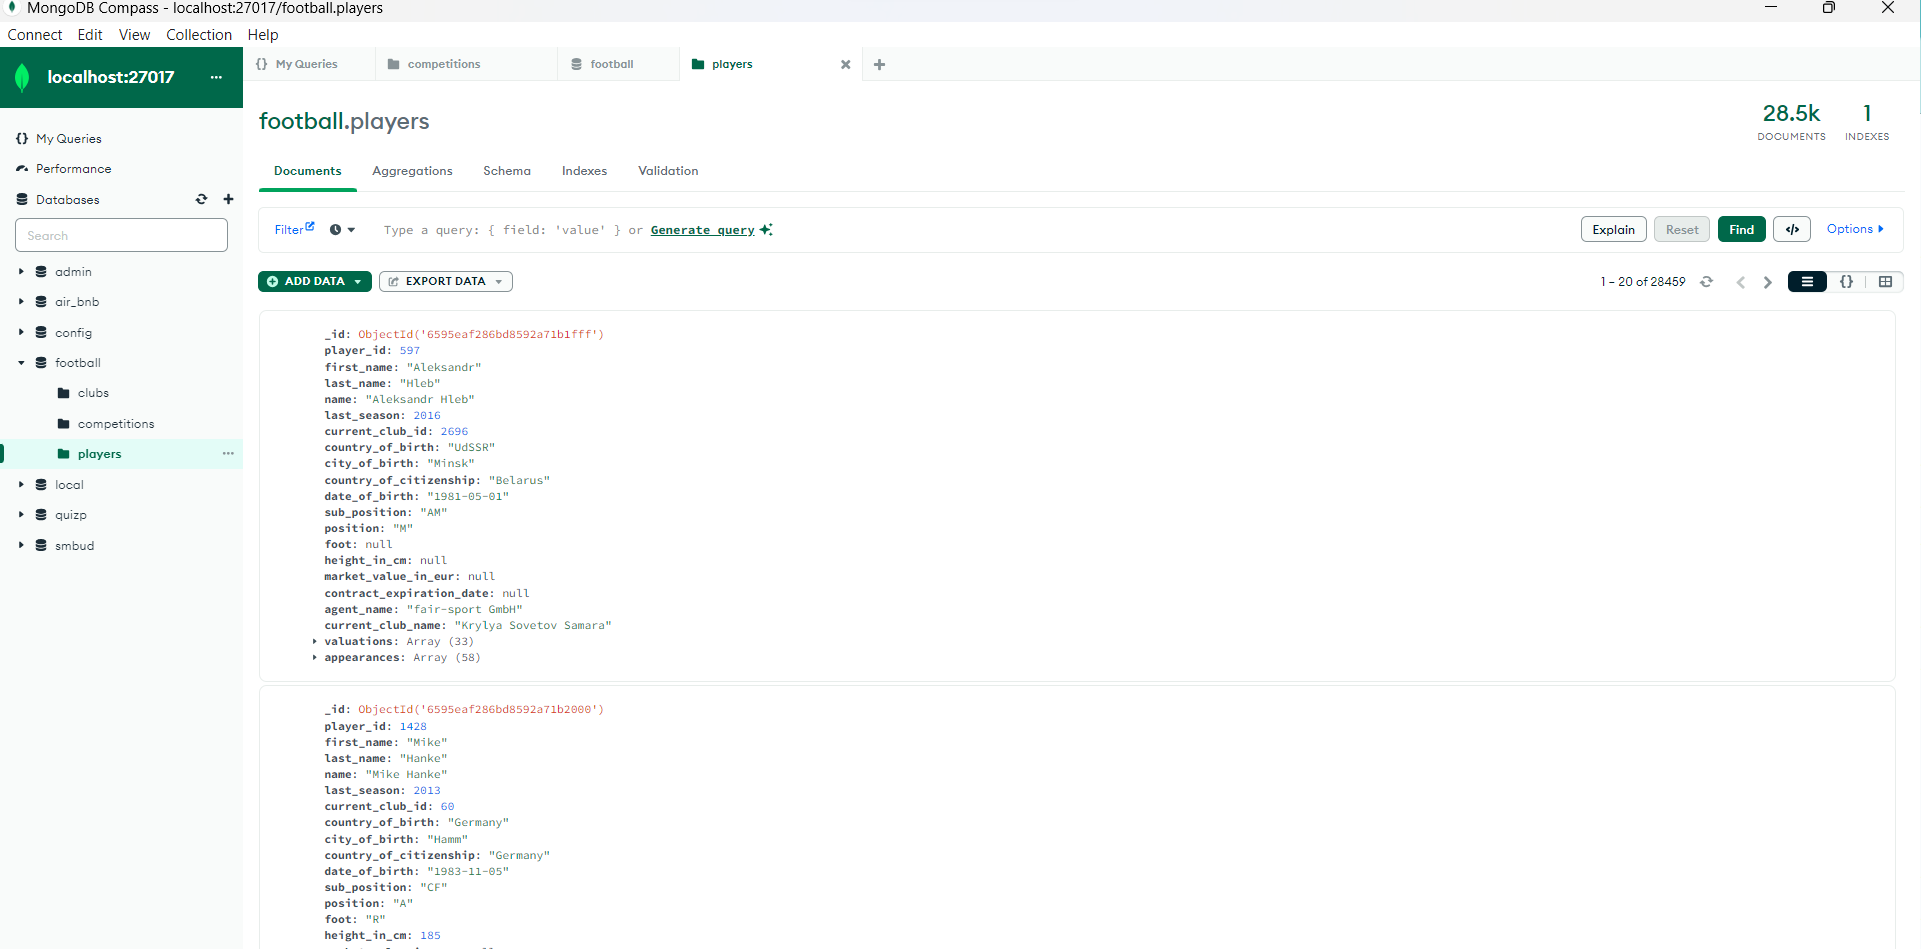 MongoDB Compass - localhost:27017/football.players
Connect Edit View Collection Help
localhost:27017 ...
{} My Queries
competitions
football
players
My Queries
Performance
Databases
Search
admin
air_bnb
config
football
clubs
competitions
players ...
local
quizp
smbud
football.players
28.5k DOCUMENTS
1 INDEXES
Documents Aggregations Schema Indexes Validation
Filter Type a query: { field: 'value' } or Generate query Explain Reset Find </> Options
ADD DATA EXPORT DATA 1 – 20 of 28459 {}
_id: ObjectId('6595eaf286bd8592a71b1fff')
player_id: 597
first_name: "Aleksandr"
last_name: "Hleb"
name: "Aleksandr Hleb"
last_season: 2016
current_club_id: 2696
country_of_birth: "UdSSR"
city_of_birth: "Minsk"
country_of_citizenship: "Belarus"
date_of_birth: "1981-05-01"
sub_position: "AM"
position: "M"
foot: null
height_in_cm: null
market_value_in_eur: null
contract_expiration_date: null
agent_name: "fair-sport GmbH"
current_club_name: "Krylya Sovetov Samara"
valuations: Array (33)
appearances: Array (58)
_id: ObjectId('6595eaf286bd8592a71b2000')
player_id: 1428
first_name: "Mike"
last_name: "Hanke"
name: "Mike Hanke"
last_season: 2013
current_club_id: 60
country_of_birth: "Germany"
city_of_birth: "Hamm"
country_of_citizenship: "Germany"
date_of_birth: "1983-11-05"
sub_position: "CF"
position: "A"
foot: "R"
height_in_cm: 185